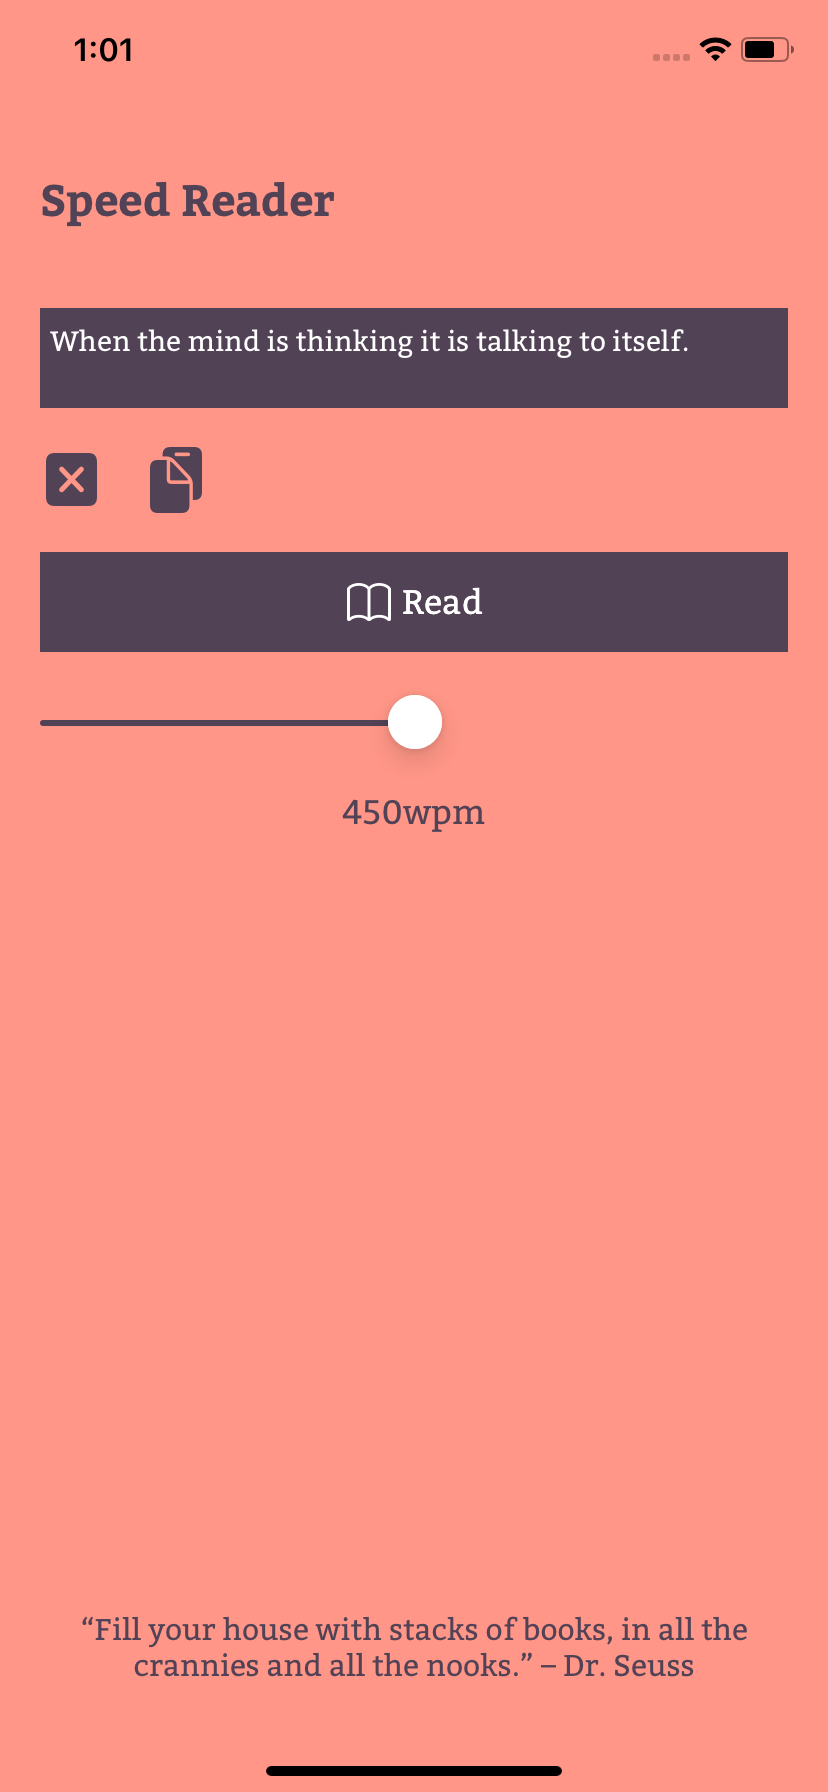 1:01
Speed Reader
When the mind is thinking it is talking to itself.
Read
450wpm
“Fill your house with stacks of books, in all the
crannies and all the nooks.” – Dr. Seuss